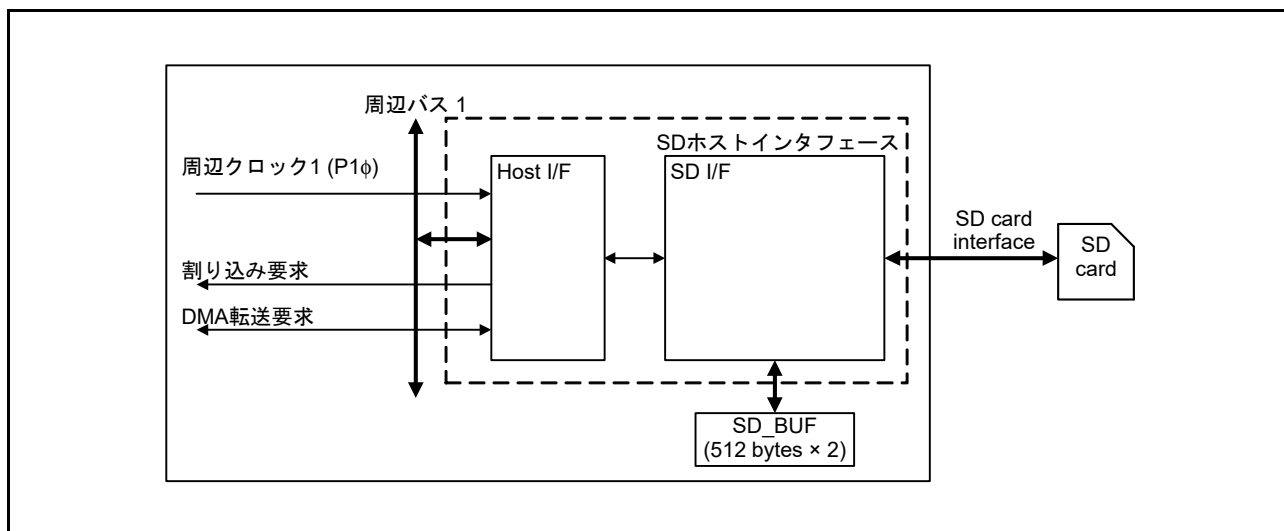 周辺バス 1
SDホストインタフェース
周辺クロック1 (P1φ)
Host I/F
SD I/F
SD card
interface
SD
card
割り込み要求
DMA転送要求
SD_BUF
(512 bytes × 2)